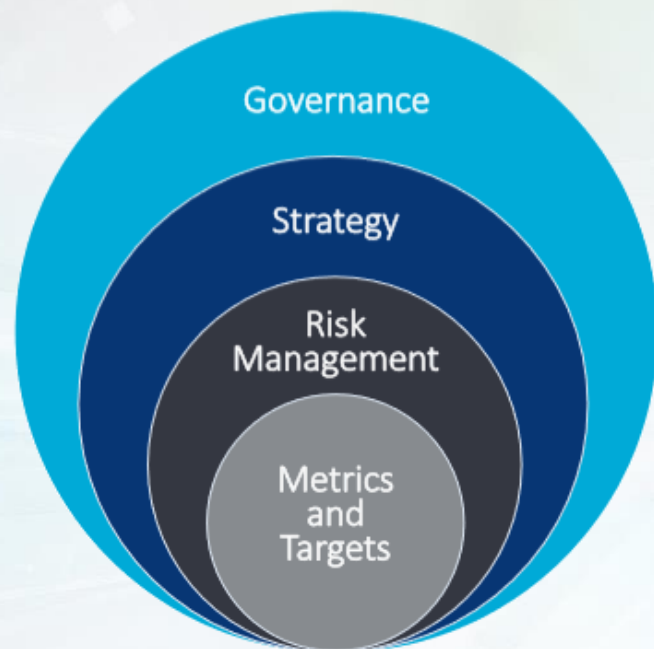 Governance
Strategy
Risk
Management
Metrics
and
Targets